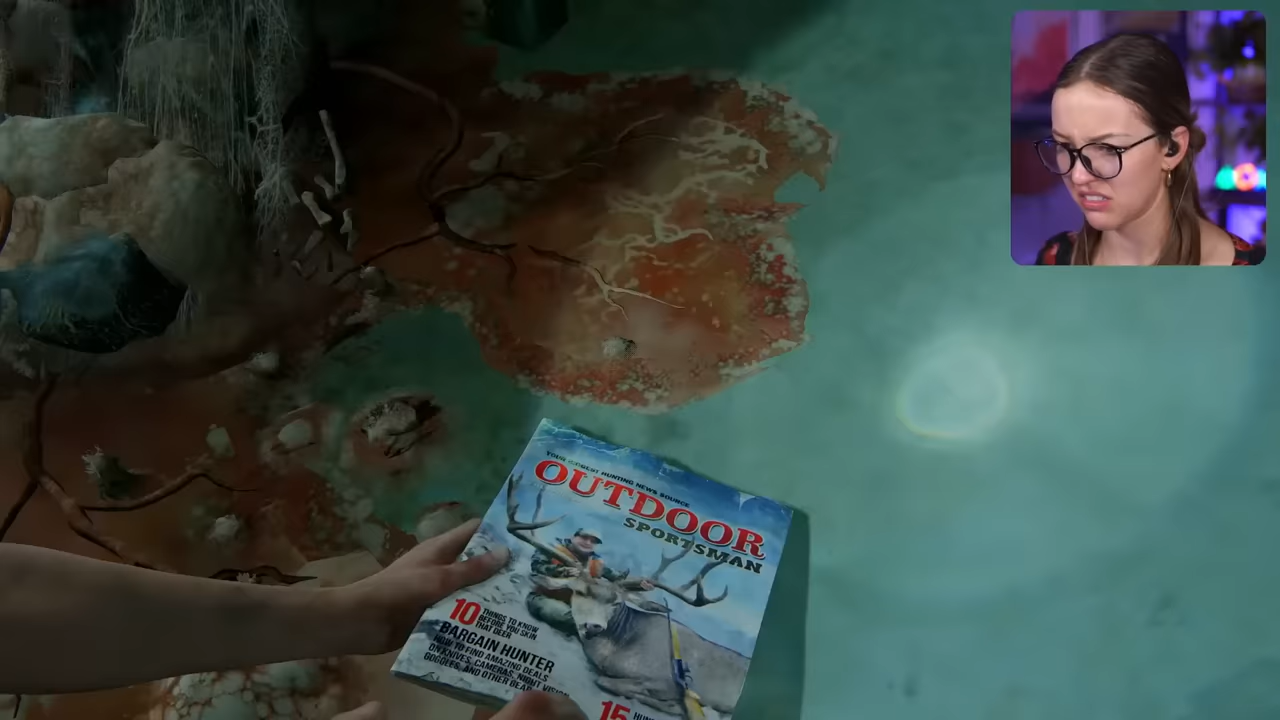 YOUR BIGGEST HUNTING NEWS SOURCE
OUTDOOR
SPORTSMAN
10 THINGS TO KNOW
BEFORE YOU SKIN
THAT DEER
BARGAIN HUNTER
HOW TO FIND AMAZING DEALS
ON KNIVES, CAMERAS, NIGHT VISION
GOGGLES, AND OTHER GEAR
15